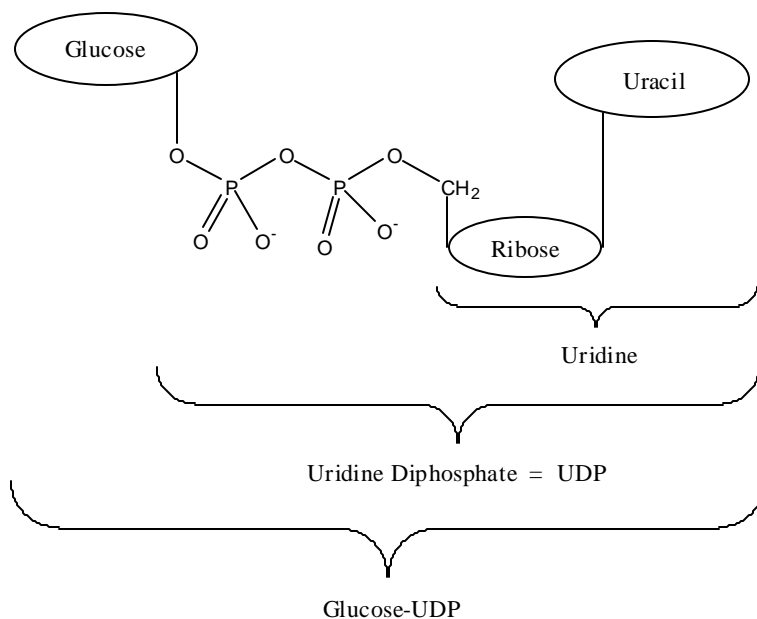 Glucose
Uracil
O O O
P P CH₂
O O⁻ O O⁻
Ribose
Uridine
Uridine Diphosphate = UDP
Glucose-UDP